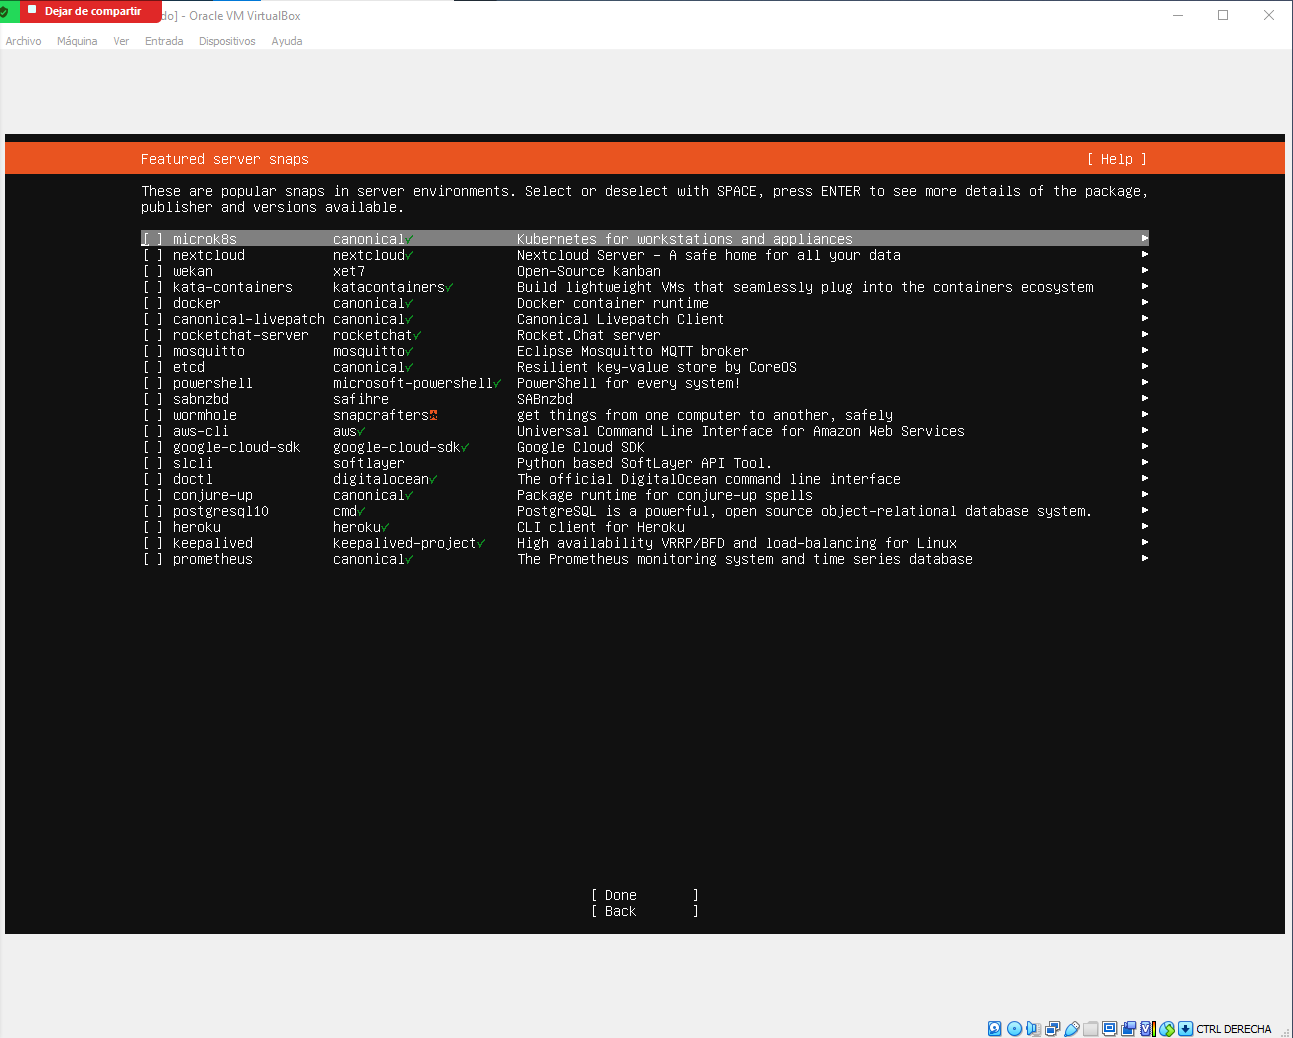 Dejar de compartir do] - Oracle VM VirtualBox
Archivo Máquina Ver Entrada Dispositivos Ayuda
Featured server snaps [ Help ]
These are popular snaps in server environments. Select or deselect with SPACE, press ENTER to see more details of the package,
publisher and versions available.
[ ] microk8s canonical✓ Kubernetes for workstations and appliances ▸
[ ] nextcloud nextcloud✓ Nextcloud Server - A safe home for all your data ▸
[ ] wekan xet7 Open-Source kanban ▸
[ ] kata-containers katacontainers✓ Build lightweight VMs that seamlessly plug into the containers ecosystem ▸
[ ] docker canonical✓ Docker container runtime ▸
[ ] canonical-livepatch canonical✓ Canonical Livepatch Client ▸
[ ] rocketchat-server rocketchat✓ Rocket.Chat server ▸
[ ] mosquitto mosquitto✓ Eclipse Mosquitto MQTT broker ▸
[ ] etcd canonical✓ Resilient key-value store by CoreOS ▸
[ ] powershell microsoft-powershell✓ PowerShell for every system! ▸
[ ] sabnzbd safihre SABnzbd ▸
[ ] wormhole snapcrafters get things from one computer to another, safely ▸
[ ] aws-cli aws✓ Universal Command Line Interface for Amazon Web Services ▸
[ ] google-cloud-sdk google-cloud-sdk✓ Google Cloud SDK ▸
[ ] slcli softlayer Python based SoftLayer API Tool. ▸
[ ] doctl digitalocean✓ The official DigitalOcean command line interface ▸
[ ] conjure-up canonical✓ Package runtime for conjure-up spells ▸
[ ] postgresql10 cmd✓ PostgreSQL is a powerful, open source object-relational database system. ▸
[ ] heroku heroku✓ CLI client for Heroku ▸
[ ] keepalived keepalived-project✓ High availability VRRP/BFD and load-balancing for Linux ▸
[ ] prometheus canonical✓ The Prometheus monitoring system and time series database ▸
[ Done ]
[ Back ]
CTRL DERECHA